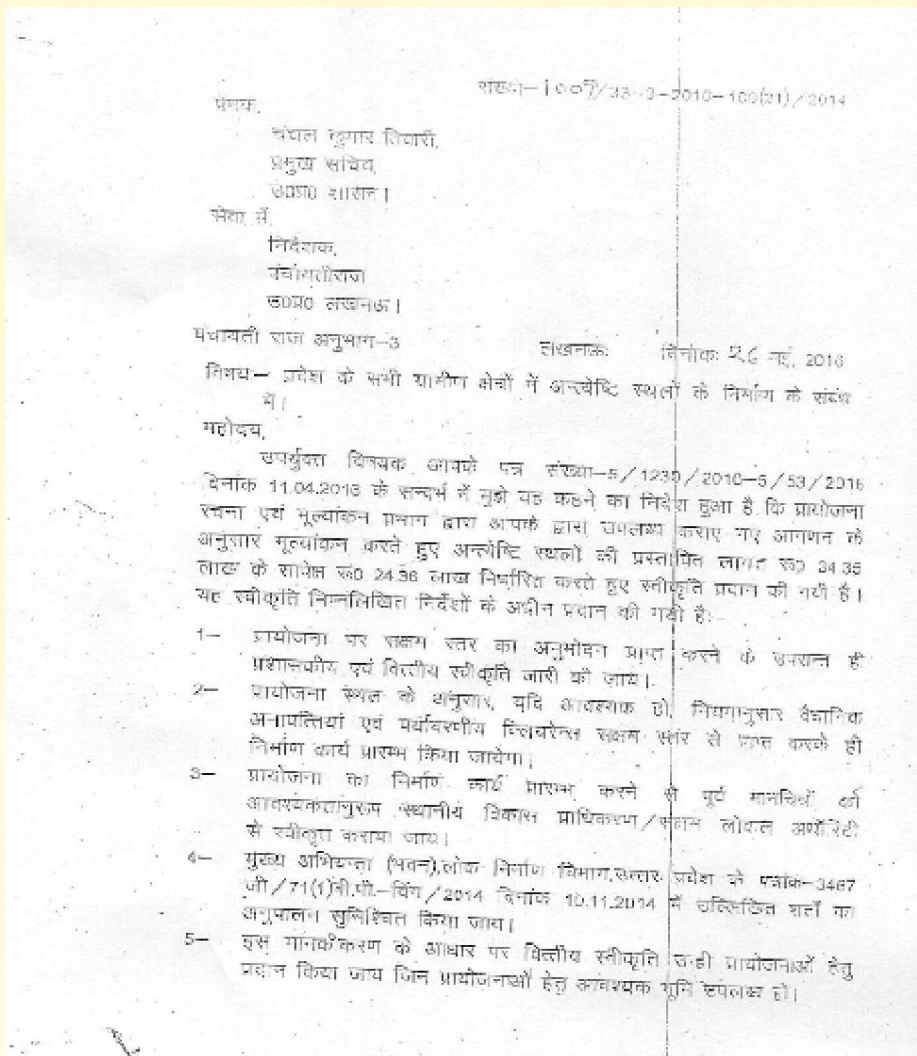 संख्या-1007/33-3-2016-100(21)/2014
प्रेषक,
चंचल कुमार तिवारी,
प्रमुख सचिव,
उ0प्र0 शासन।
सेवा में,
निदेशक,
पंचायतीराज
उ0प्र0 लखनऊ।
पंचायती राज अनुभाग-3 लखनऊः दिनांकः 26 मई, 2016
विषय– प्रदेश के सभी ग्रामीण क्षेत्रों में अन्त्येष्टि स्थलों के निर्माण के संबंध
में।
महोदय,
उपर्युक्त विषयक आपके पत्र संख्या-5/1239/2016-5/53/2016
दिनांक 11.04.2016 के सन्दर्भ में मुझे यह कहने का निदेश हुआ है कि प्रायोजना
रचना एवं मूल्यांकन प्रभाग द्वारा आपके द्वारा उपलब्ध कराए गए आगणन के
अनुसार मूल्यांकन करते हुए अन्त्येष्टि स्थलों की प्रस्तावित लागत रू0 34.35
लाख के सापेक्ष रू0 24.36 लाख निर्धारित करते हुए स्वीकृति प्रदान की गयी है।
यह स्वीकृति निम्नलिखित निर्देशों के अधीन प्रदान की गयी है:-
1– प्रायोजना पर सक्षम स्तर का अनुमोदन प्राप्त करने के उपरान्त ही
प्रशासकीय एवं वित्तीय स्वीकृति जारी की जाये।
2– प्रायोजना स्थल के अनुसार, यदि आवश्यक हो, नियमानुसार वैधानिक
अनापत्तियां एवं पर्यावरणीय क्लियरेन्स सक्षम स्तर से प्राप्त करके ही
निर्माण कार्य प्रारम्भ किया जायेगा।
3– प्रायोजना का निर्माण कार्य प्रारम्भ करने से पूर्व मानचित्रों को
आवश्यकतानुरूप स्थानीय विकास प्राधिकरण/सक्षम लोकल अथॉरिटी
से स्वीकृत कराया जाय।
4– मुख्य अभियन्ता (भवन),लोक निर्माण विभाग,उत्तर प्रदेश के पत्रांक-3467
जी/71(1)बी.पी.-विंग/2014 दिनांक 10.11.2014 में उल्लिखित शर्तों का
अनुपालन सुनिश्चित किया जाय।
5– इस मानकीकरण के आधार पर वित्तीय स्वीकृति उन्ही प्रायोजनाओं हेतु
प्रदान किया जाय जिन प्रायोजनाओं हेतु आवश्यक भूमि उपलब्ध हो।